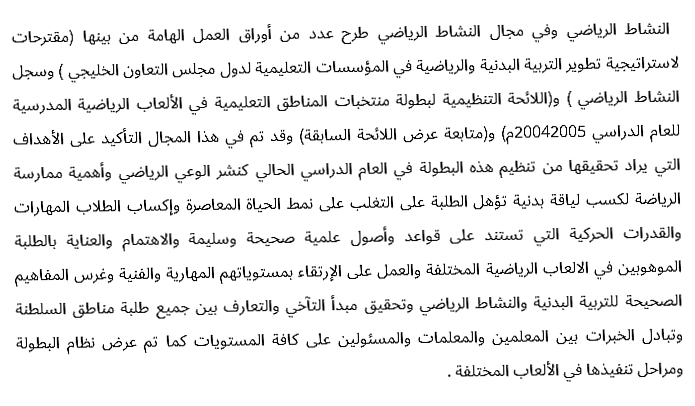 النشاط الرياضي وفي مجال النشاط الرياضي طرح عدد من أوراق العمل الهامة من بينها (مقترحات
لاستراتيجية تطوير التربية البدنية والرياضية في المؤسسات التعليمية لدول مجلس التعاون الخليجي ) وسجل
النشاط الرياضي ) و(اللائحة التنظيمية لبطولة منتخبات المناطق التعليمية في الألعاب الرياضية المدرسية
للعام الدراسي 20042005م) و(متابعة عرض اللائحة السابقة) وقد تم في هذا المجال التأكيد على الأهداف
التي يراد تحقيقها من تنظيم هذه البطولة في العام الدراسي الحالي كنشر الوعي الرياضي وأهمية ممارسة
الرياضة لكسب لياقة بدنية تؤهل الطلبة على التغلب على نمط الحياة المعاصرة وإكساب الطلاب المهارات
والقدرات الحركية التي تستند على قواعد وأصول علمية صحيحة وسليمة والاهتمام والعناية بالطلبة
الموهوبين في الالعاب الرياضية المختلفة والعمل على الإرتقاء بمستوياتهم المهارية والفنية وغرس المفاهيم
الصحيحة للتربية البدنية والنشاط الرياضي وتحقيق مبدأ التآخي والتعارف بين جميع طلبة مناطق السلطنة
وتبادل الخبرات بين المعلمين والمعلمات والمسئولين على كافة المستويات كما تم عرض نظام البطولة
ومراحل تنفيذها في الألعاب المختلفة .